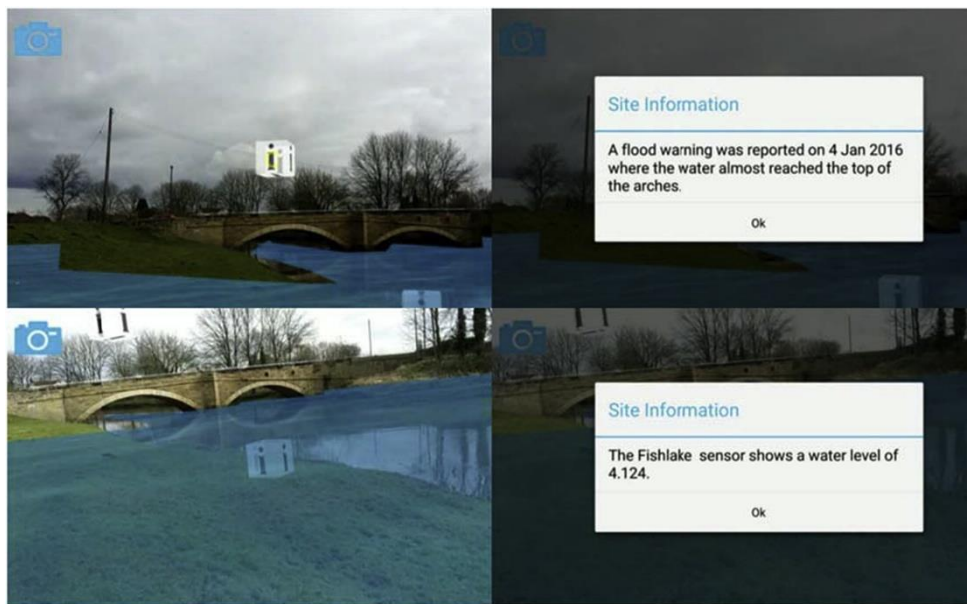 Site Information
A flood warning was reported on 4 Jan 2016
where the water almost reached the top of
the arches.
Ok
Site Information
The Fishlake sensor shows a water level of
4.124.
Ok